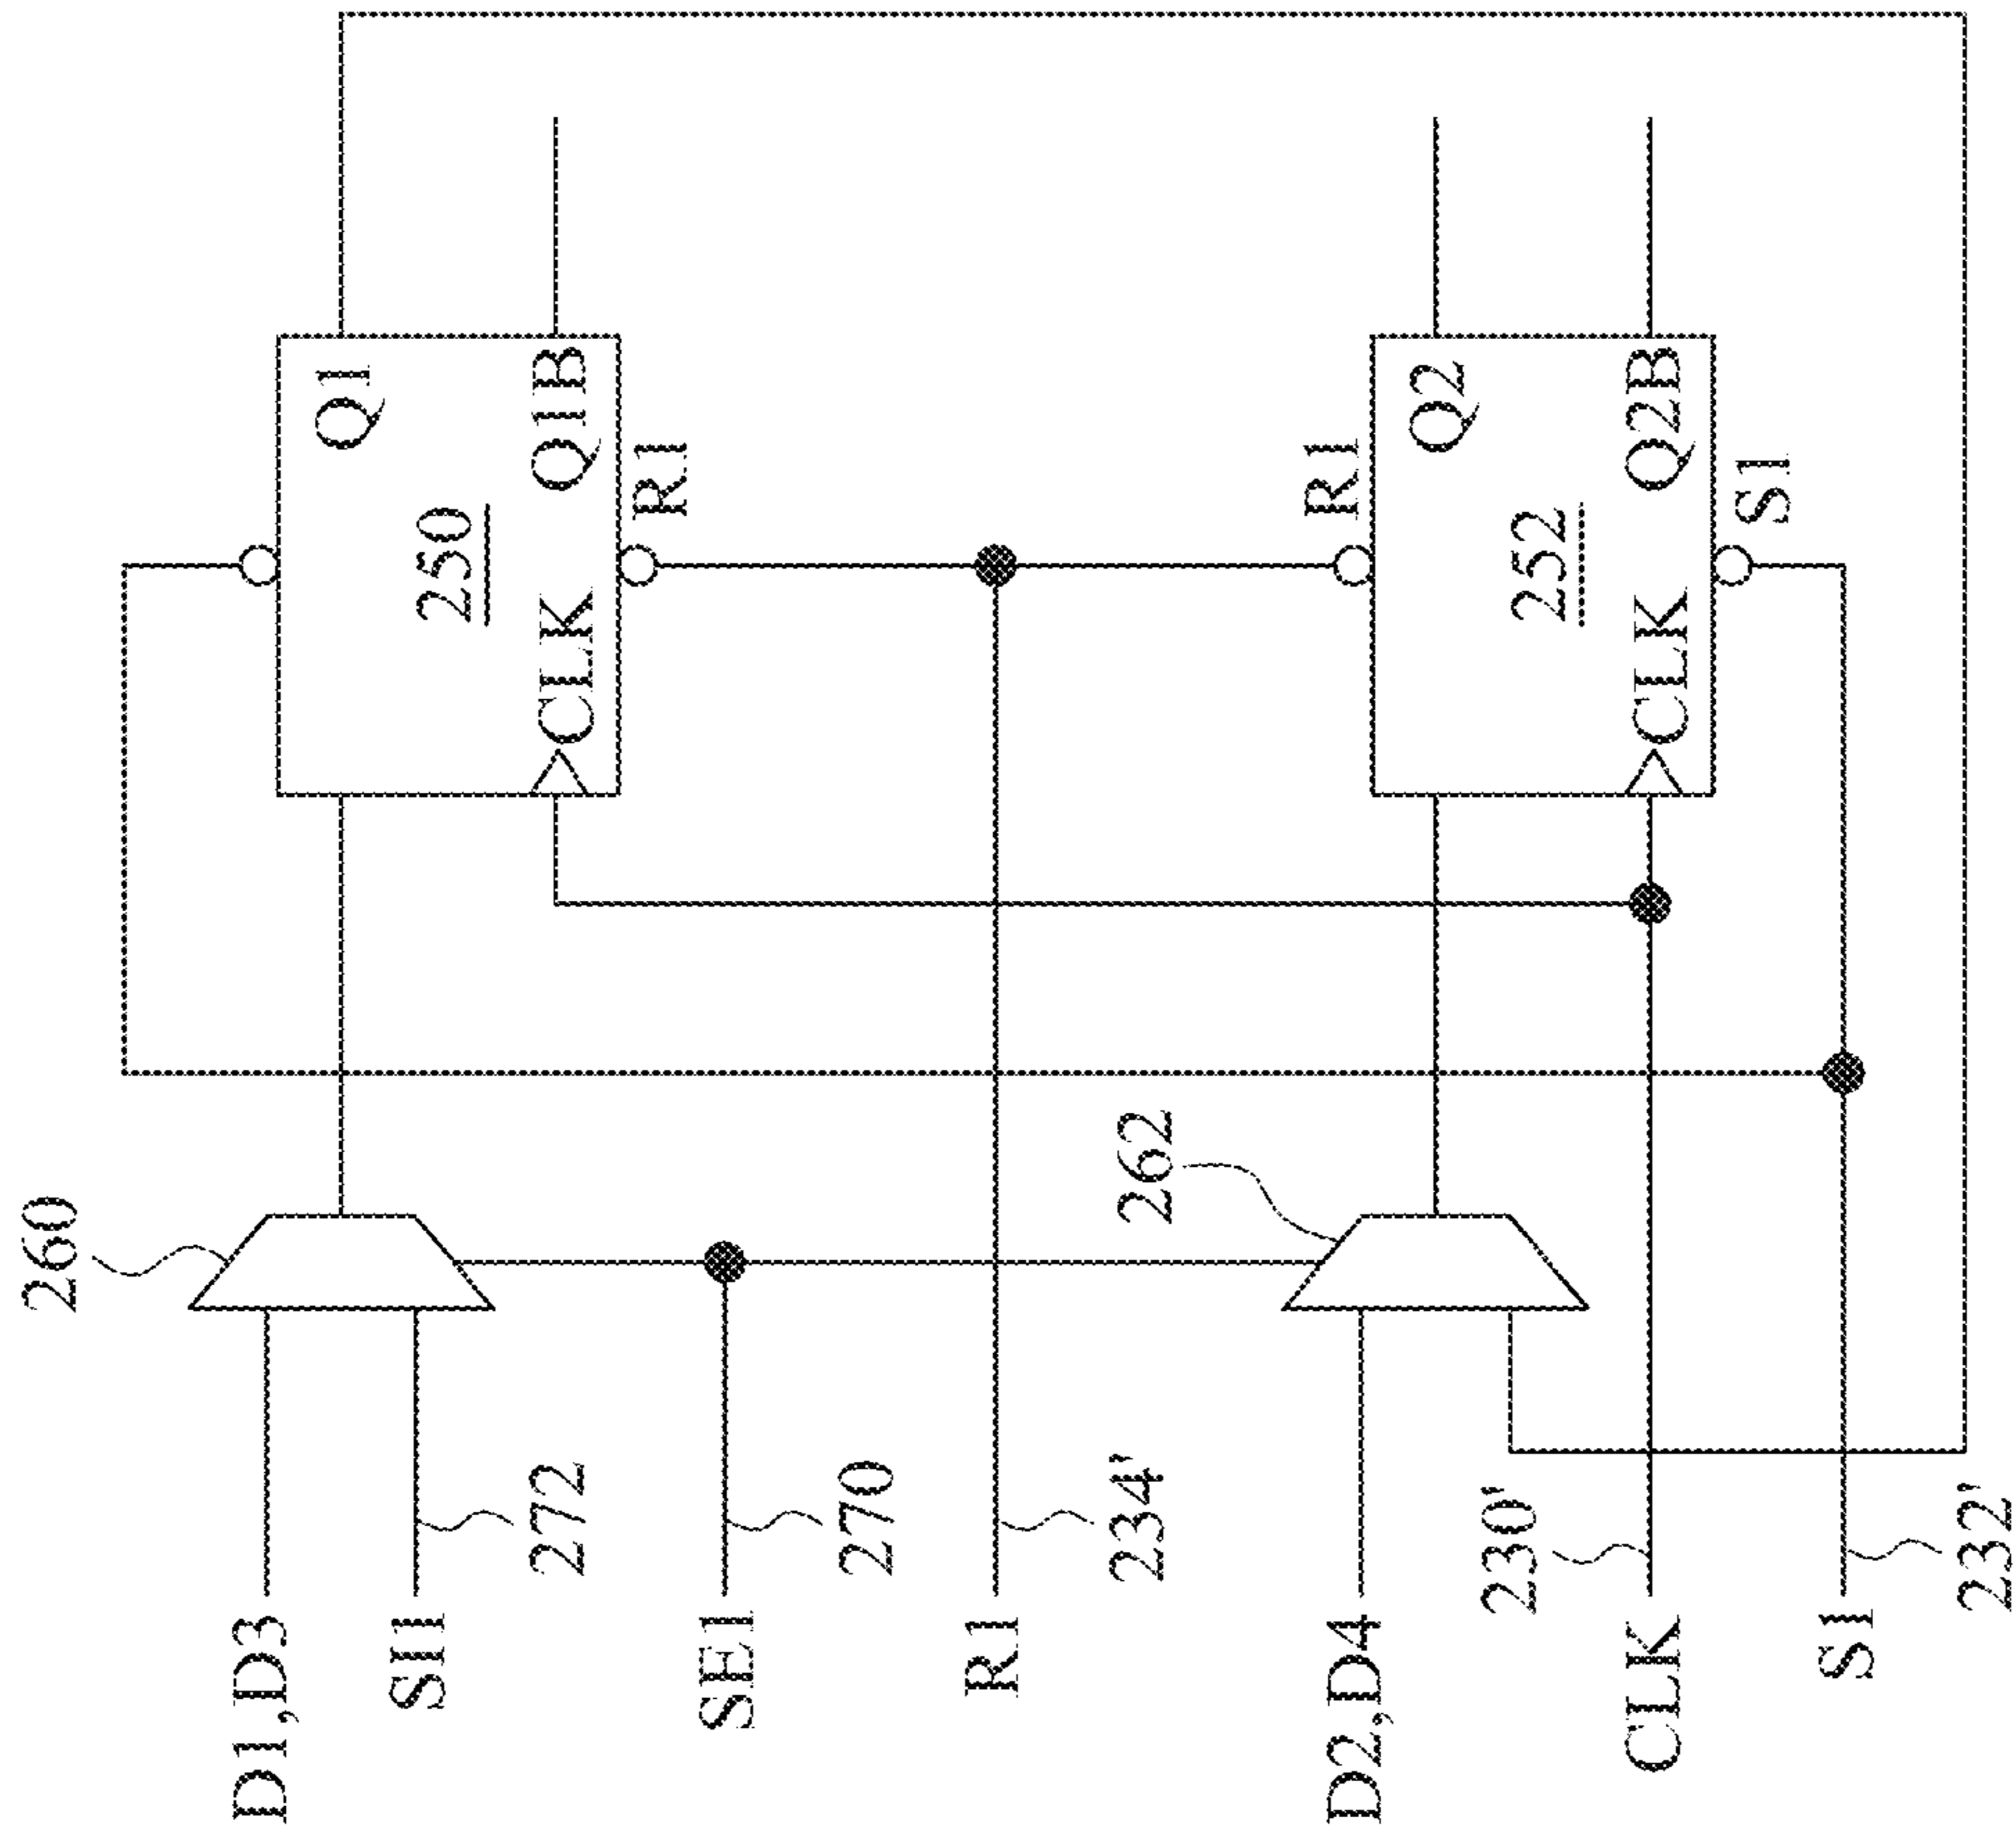 260
D1,D3
SI1
272
SE1
270
R1
234'
262
D2,D4
230'
CLK
S1
232'
Q1
250
CLK
Q1B
R1
R1
Q2
252
CLK
Q2B
S1